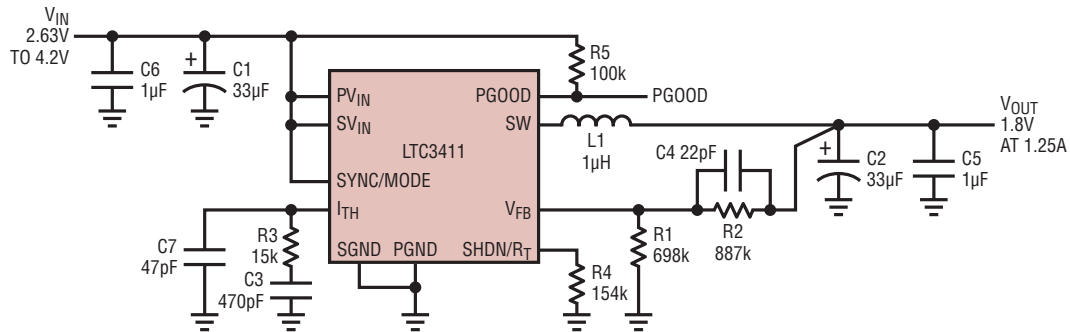 VIN
2.63V
TO 4.2V
C6
1µF
+
C1
33µF
R5
100k
PVIN
SVIN
SYNC/MODE
ITH
SGND
PGND
SHDN/RT
LTC3411
PGOOD
SW
VFB
PGOOD
L1
1µH
C4 22pF
R2
887k
R1
698k
R4
154k
VOUT
1.8V
AT 1.25A
+
C2
33µF
C5
1µF
C7
47pF
R3
15k
C3
470pF